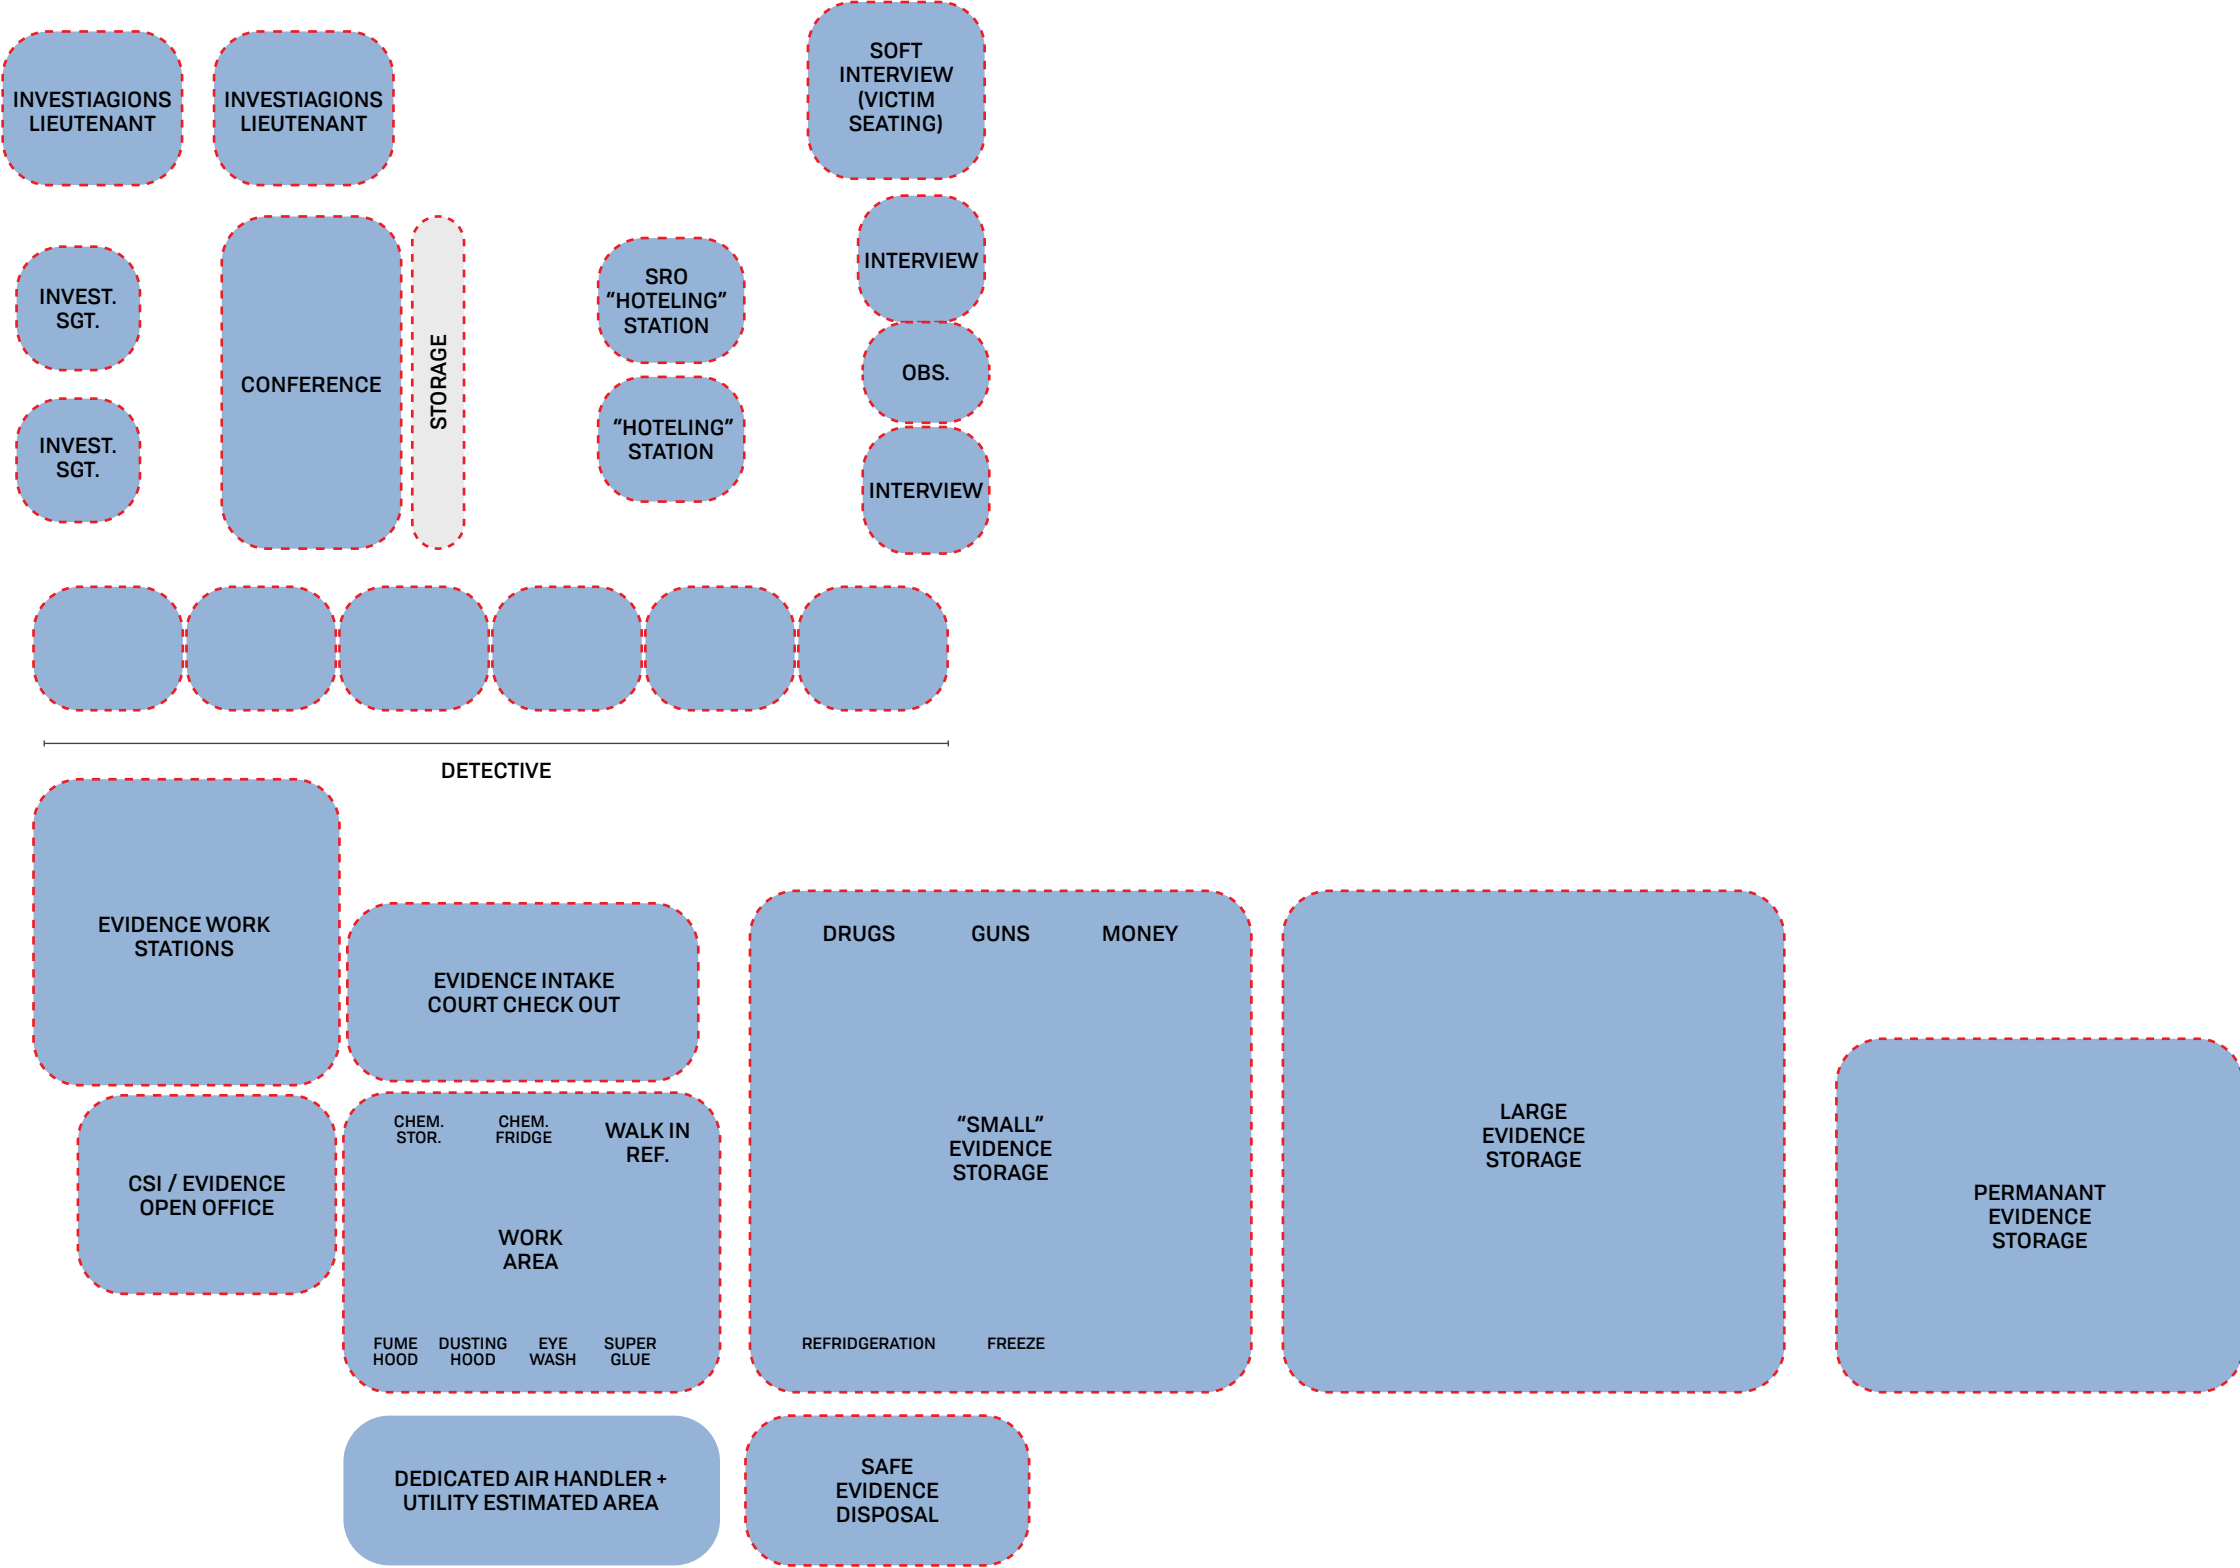 INVESTIAGIONS
LIEUTENANT
INVESTIAGIONS
LIEUTENANT
SOFT
INTERVIEW
(VICTIM
SEATING)
INVEST.
SGT.
INVEST.
SGT.
CONFERENCE
STORAGE
SRO
“HOTELING”
STATION
“HOTELING”
STATION
INTERVIEW
OBS.
INTERVIEW
DETECTIVE
EVIDENCE WORK
STATIONS
EVIDENCE INTAKE
COURT CHECK OUT
CSI / EVIDENCE
OPEN OFFICE
CHEM.
STOR.
CHEM.
FRIDGE
WALK IN
REF.
WORK
AREA
FUME
HOOD
DUSTING
HOOD
EYE
WASH
SUPER
GLUE
DRUGS
GUNS
MONEY
“SMALL”
EVIDENCE
STORAGE
REFRIDGERATION
FREEZE
LARGE
EVIDENCE
STORAGE
PERMANANT
EVIDENCE
STORAGE
DEDICATED AIR HANDLER +
UTILITY ESTIMATED AREA
SAFE
EVIDENCE
DISPOSAL